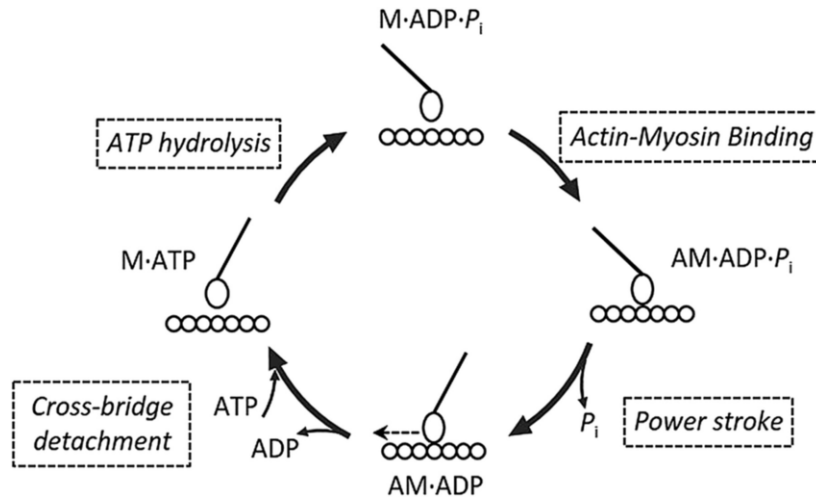 M·ADP·Pi
ATP hydrolysis
Actin-Myosin Binding
M·ATP
AM·ADP·Pi
Cross-bridge
detachment
ATP
ADP
Pi
Power stroke
AM·ADP